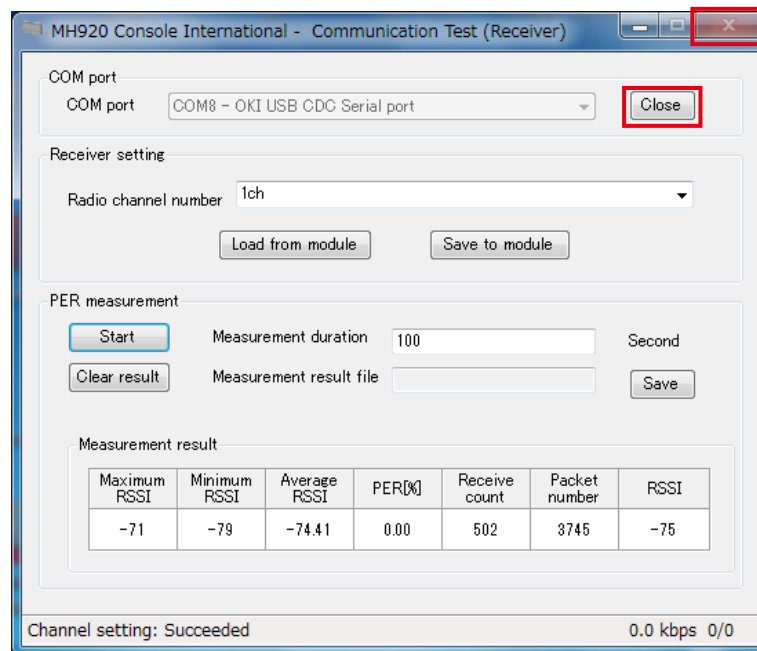 MH920 Console International -  Communication Test (Receiver)
COM port
COM port COM8 - OKI USB CDC Serial port Close
Receiver setting
Radio channel number 1ch
Load from module Save to module
PER measurement
Start Measurement duration 100 Second
Clear result Measurement result file Save
Measurement result
Maximum RSSI Minimum RSSI Average RSSI PER[%] Receive count Packet number RSSI
-71 -79 -74.41 0.00 502 3745 -75
Channel setting: Succeeded 0.0 kbps 0/0